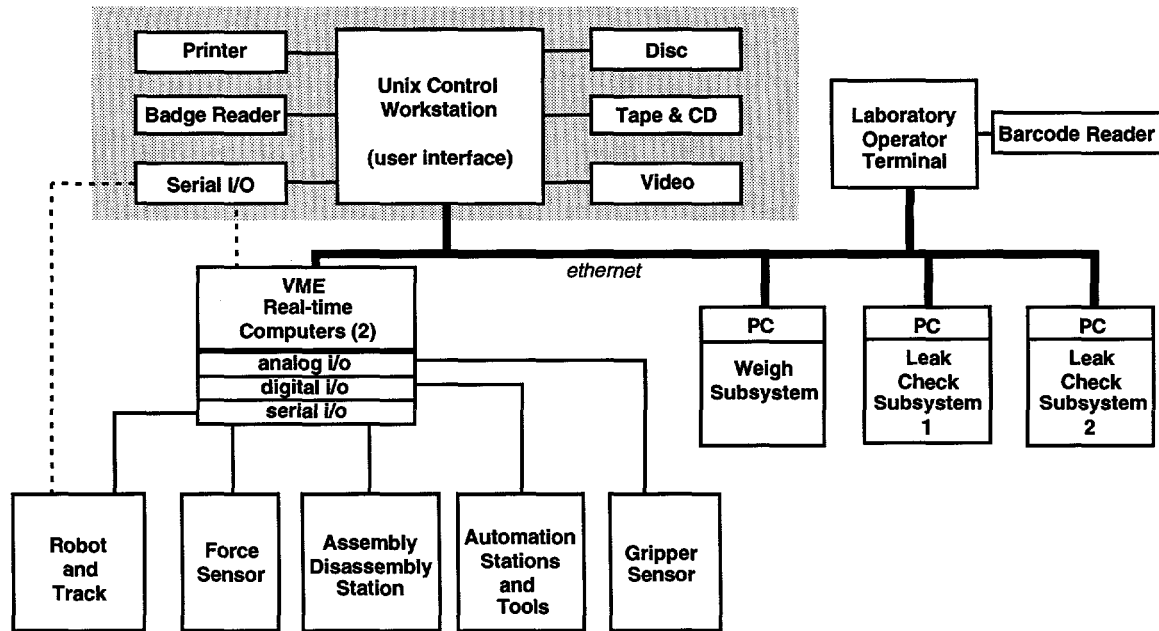 Printer
Badge Reader
Serial I/O
Unix Control
Workstation
(user interface)
Disc
Tape & CD
Video
Laboratory
Operator
Terminal
Barcode Reader
ethernet
VME
Real-time
Computers (2)
analog i/o
digital i/o
serial i/o
PC
Weigh
Subsystem
PC
Leak
Check
Subsystem
1
PC
Leak
Check
Subsystem
2
Robot
and
Track
Force
Sensor
Assembly
Disassembly
Station
Automation
Stations
and
Tools
Gripper
Sensor